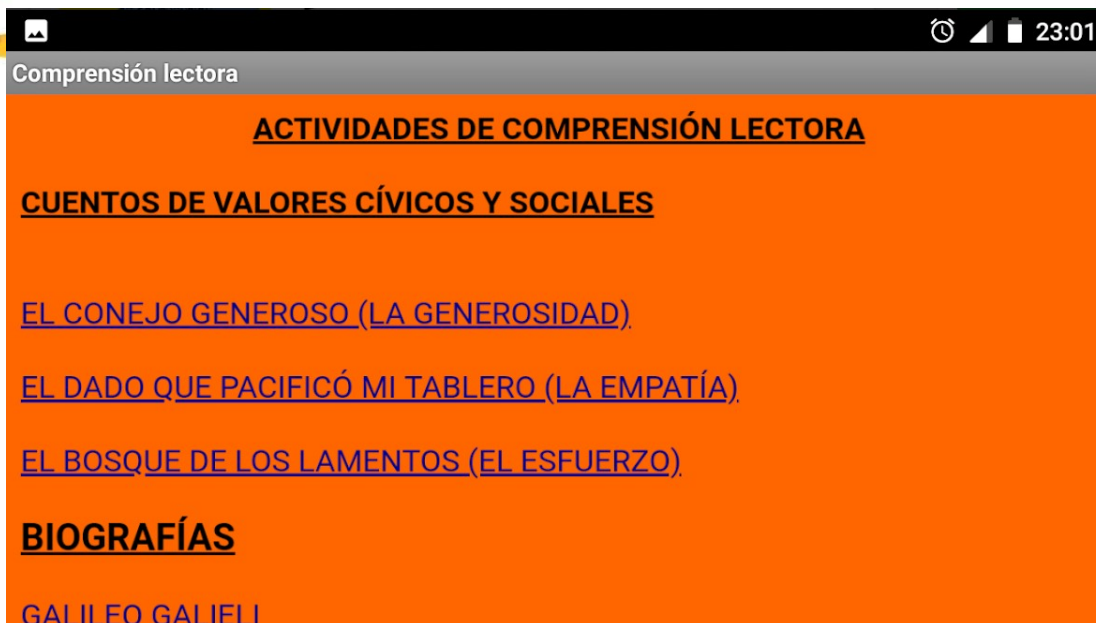 23:01
Comprensión lectora
ACTIVIDADES DE COMPRENSIÓN LECTORA
CUENTOS DE VALORES CÍVICOS Y SOCIALES
EL CONEJO GENEROSO (LA GENEROSIDAD)
EL DADO QUE PACIFICÓ MI TABLERO (LA EMPATÍA)
EL BOSQUE DE LOS LAMENTOS (EL ESFUERZO)
BIOGRAFÍAS
GALILEO